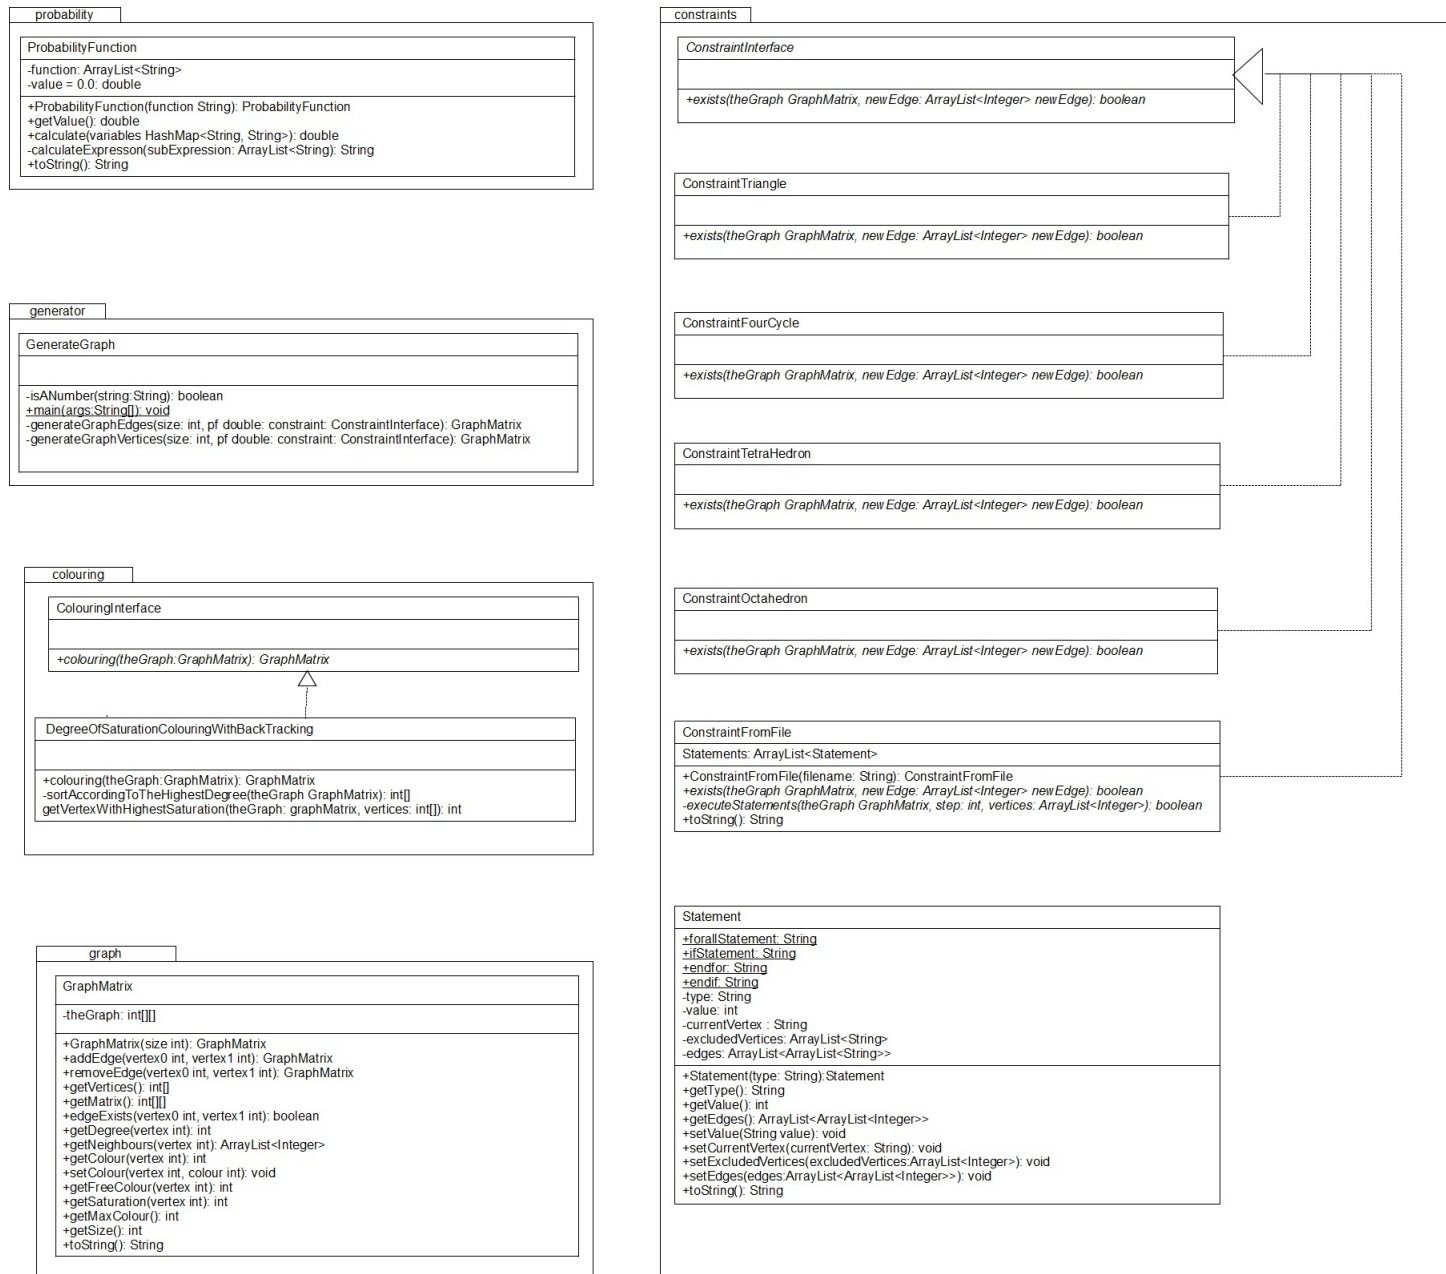 probability
ProbabilityFunction
-function: ArrayList<String>
-value = 0.0: double
+ProbabilityFunction(function String): ProbabilityFunction
+getValue(): double
+calculate(variables HashMap<String, String>): double
-calculateExpresson(subExpression: ArrayList<String): String
+toString(): String
generator
GenerateGraph
-isANumber(string:String): boolean
+main(args:String[]): void
-generateGraphEdges(size: int, pf double: constraint: ConstraintInterface): GraphMatrix
-generateGraphVertices(size: int, pf double: constraint: ConstraintInterface): GraphMatrix
colouring
ColouringInterface
+colouring(theGraph:GraphMatrix): GraphMatrix
DegreeOfSaturationColouringWithBackTracking
+colouring(theGraph:GraphMatrix): GraphMatrix
-sortAccordingToTheHighestDegree(theGraph GraphMatrix): int[]
getVertexWithHighestSaturation(theGraph: graphMatrix, vertices: int[]): int
graph
GraphMatrix
-theGraph: int[][]
+GraphMatrix(size int): GraphMatrix
+addEdge(vertex0 int, vertex1 int): GraphMatrix
+removeEdge(vertex0 int, vertex1 int): GraphMatrix
+getVertices(): int[]
+getMatrix(): int[][]
+edgeExists(vertex0 int, vertex1 int): boolean
+getDegree(vertex int): int
+getNeighbours(vertex int): ArrayList<Integer>
+getColour(vertex int): int
+setColour(vertex int, colour int): void
+getFreeColour(vertex int): int
+getSaturation(vertex int): int
+getMaxColour(): int
+getSize(): int
+toString(): String
constraints
ConstraintInterface
+exists(theGraph GraphMatrix, newEdge: ArrayList<Integer> newEdge): boolean
ConstraintTriangle
+exists(theGraph GraphMatrix, newEdge: ArrayList<Integer> newEdge): boolean
ConstraintFourCycle
+exists(theGraph GraphMatrix, newEdge: ArrayList<Integer> newEdge): boolean
ConstraintTetraHedron
+exists(theGraph GraphMatrix, newEdge: ArrayList<Integer> newEdge): boolean
ConstraintOctahedron
+exists(theGraph GraphMatrix, newEdge: ArrayList<Integer> newEdge): boolean
ConstraintFromFile
Statements: ArrayList<Statement>
+ConstraintFromFile(filename: String): ConstraintFromFile
+exists(theGraph GraphMatrix, newEdge: ArrayList<Integer> newEdge): boolean
-executeStatements(theGraph GraphMatrix, step: int, vertices: ArrayList<Integer>): boolean
+toString(): String
Statement
+forallStatement: String
+ifStatement: String
+endfor: String
+endif: String
-type: String
-value: int
-currentVertex : String
-excludedVertices: ArrayList<String>
-edges: ArrayList<ArrayList<String>>
+Statement(type: String):Statement
+getType(): String
+getValue(): int
+getEdges(): ArrayList<ArrayList<Integer>>
+setValue(String value): void
+setCurrentVertex(currentVertex: String): void
+setExcludedVertices(excludedVertices:ArrayList<Integer>): void
+setEdges(edges:ArrayList<ArrayList<Integer>>): void
+toString(): String